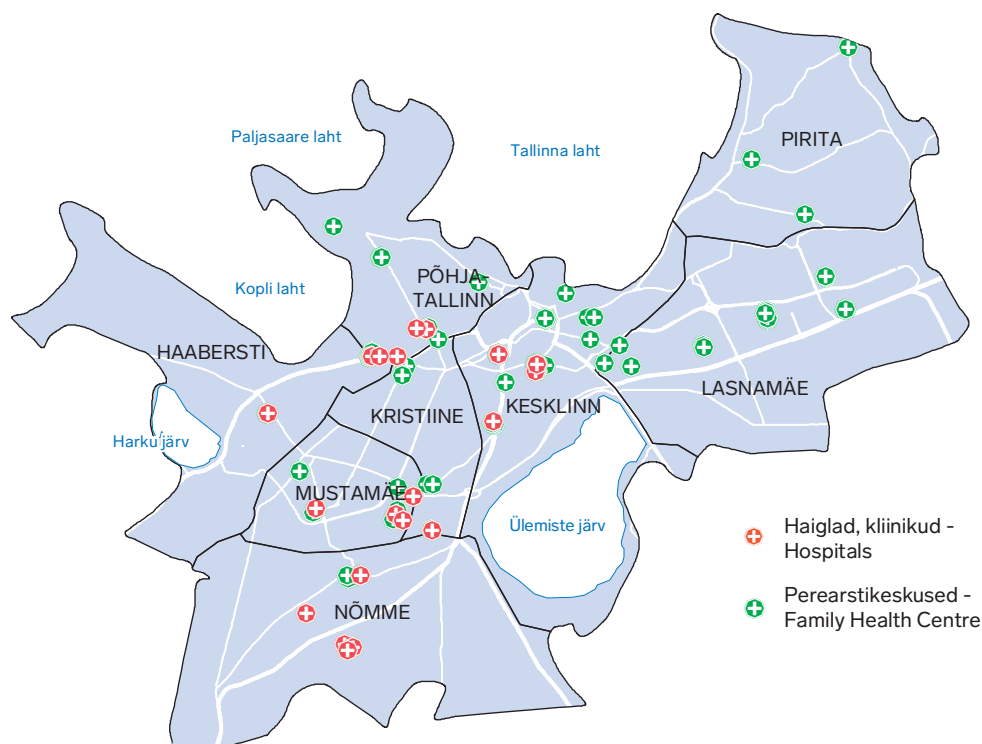 Paljasaare laht
Tallinna laht
PIRITA
Kopli laht
PÕHJA-
TALLINN
HAABERSTI
LASNAMÄE
KRISTIINE
KESKLINN
Harku järv
MUSTAMÄE
Ülemiste järv
Haiglad, kliinikud -
Hospitals
Perearstikeskused -
Family Health Centre
NÕMME